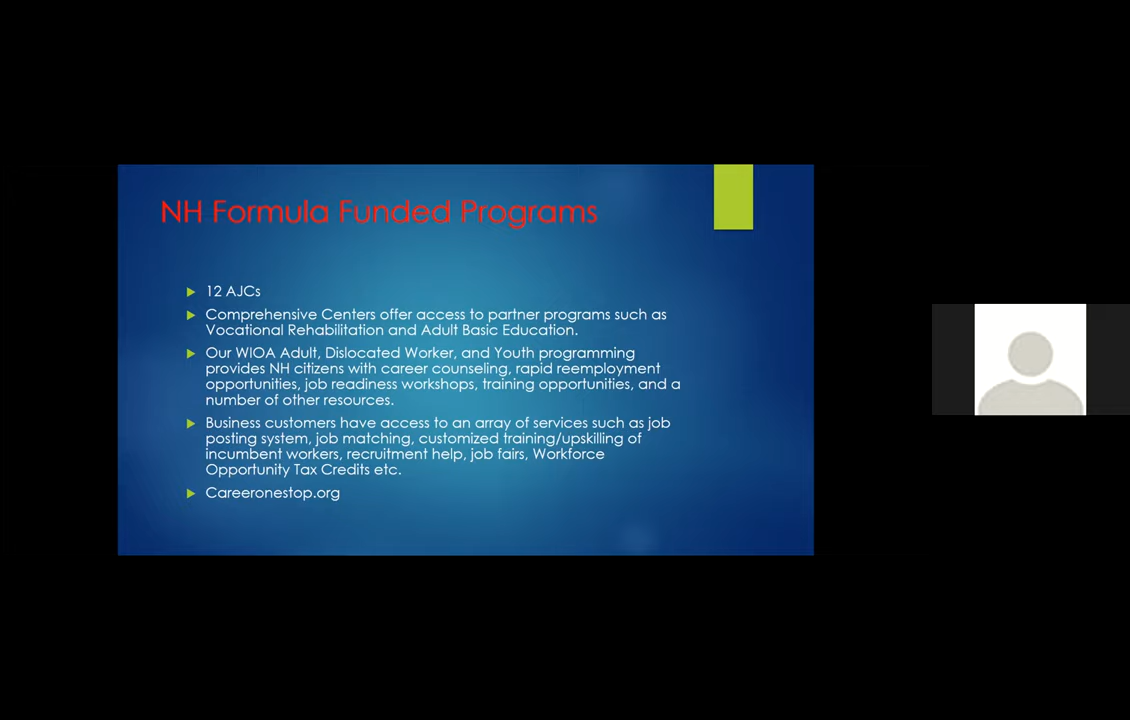 NH Formula Funded Programs
12 AJCs
Comprehensive Centers offer access to partner programs such as
Vocational Rehabilitation and Adult Basic Education.
Our WIOA Adult, Dislocated Worker, and Youth programming
provides NH citizens with career counseling, rapid reemployment
opportunities, job readiness workshops, training opportunities, and a
number of other resources.
Business customers have access to an array of services such as job
posting system, job matching, customized training/upskilling of
incumbent workers, recruitment help, job fairs, Workforce
Opportunity Tax Credits etc.
Careeronestop.org